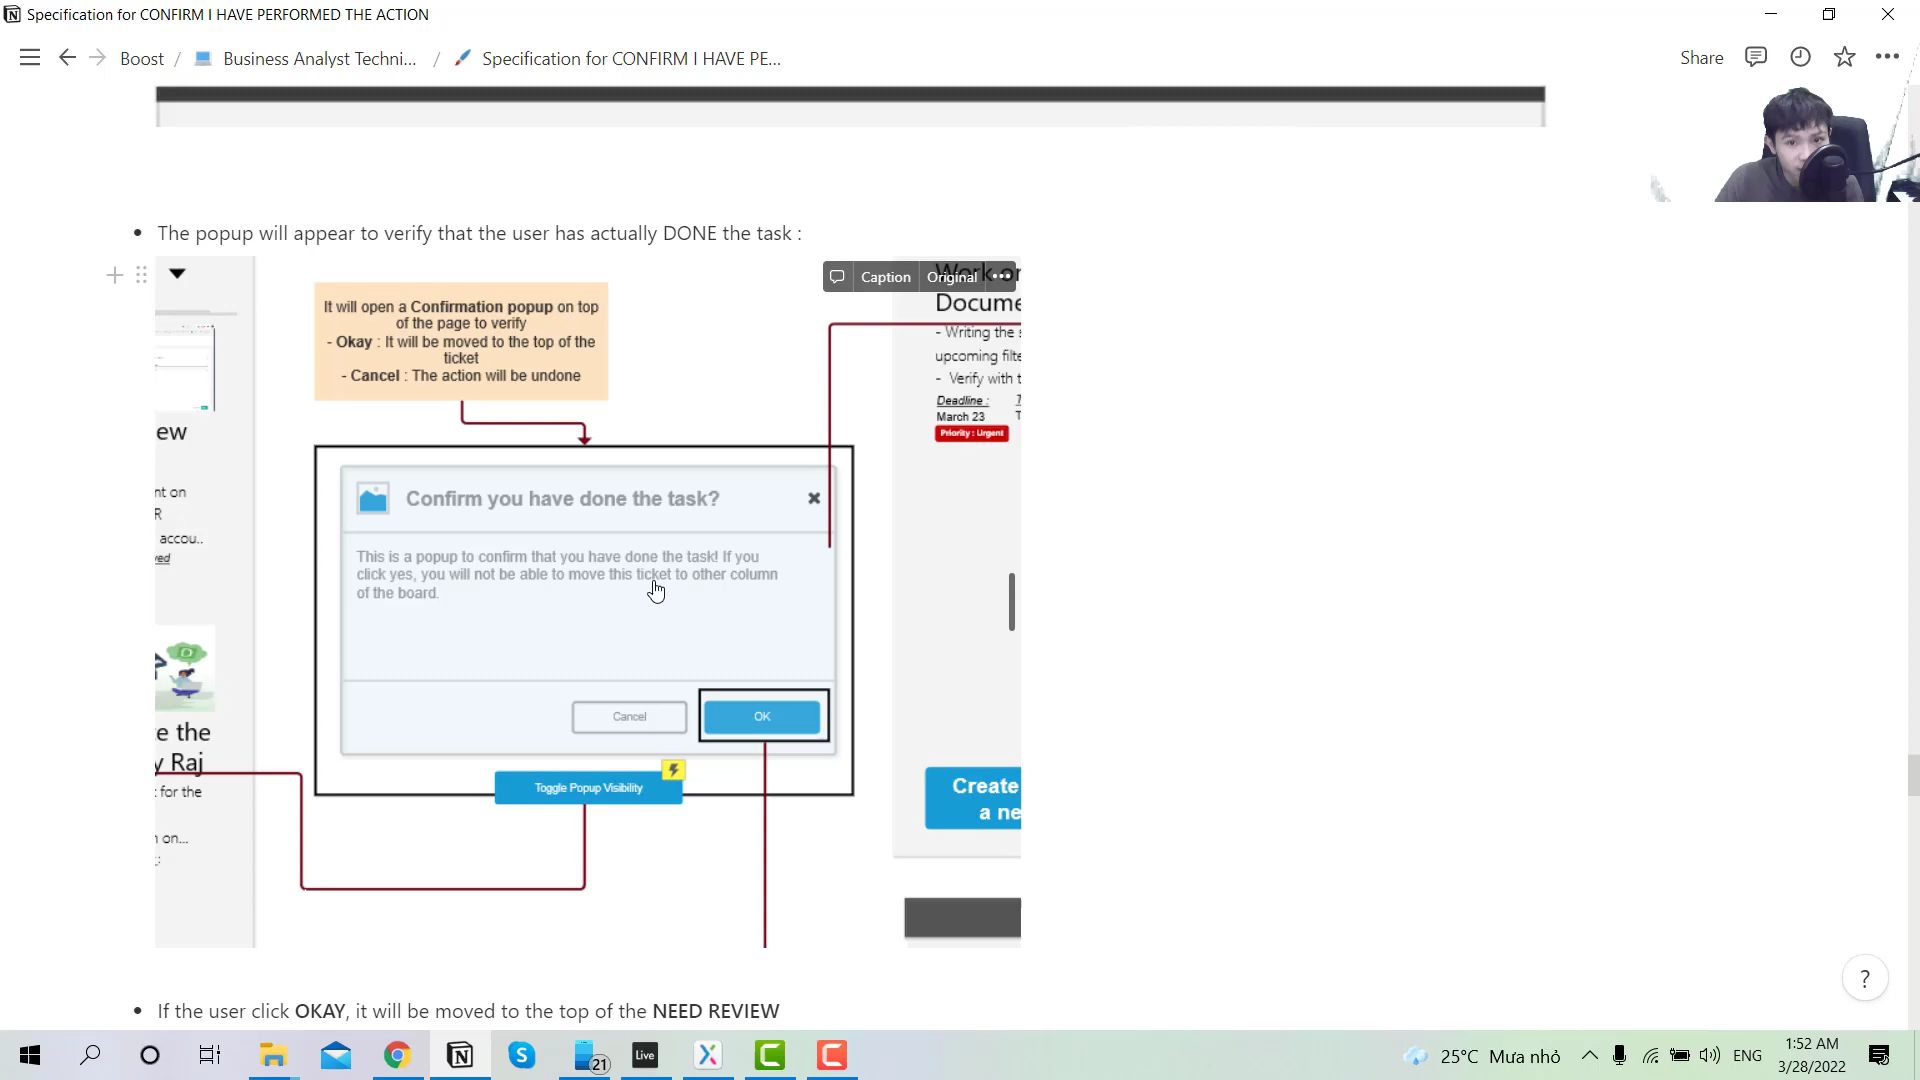 Specification for CONFIRM I HAVE PERFORMED THE ACTION
Boost / Business Analyst Techni... / Specification for CONFIRM I HAVE PE...
Share
The popup will appear to verify that the user has actually DONE the task :
Caption Original
It will open a Confirmation popup on top
of the page to verify
- Okay : It will be moved to the top of the
ticket
- Cancel : The action will be undone
Work on
Docume
- Writing the s
upcoming filte
- Verify with t
Deadline :
March 23
Priority : Urgent
ew
nt on
R
accou..
Confirm you have done the task?
This is a popup to confirm that you have done the task! If you
click yes, you will not be able to move this ticket to other column
of the board.
Cancel
OK
Toggle Popup Visibility
e the
y Raj
t for the
n on...
Create
a ne
?
If the user click OKAY, it will be moved to the top of the NEED REVIEW
21
Live
25°C Mưa nhỏ
ENG
1:52 AM
3/28/2022